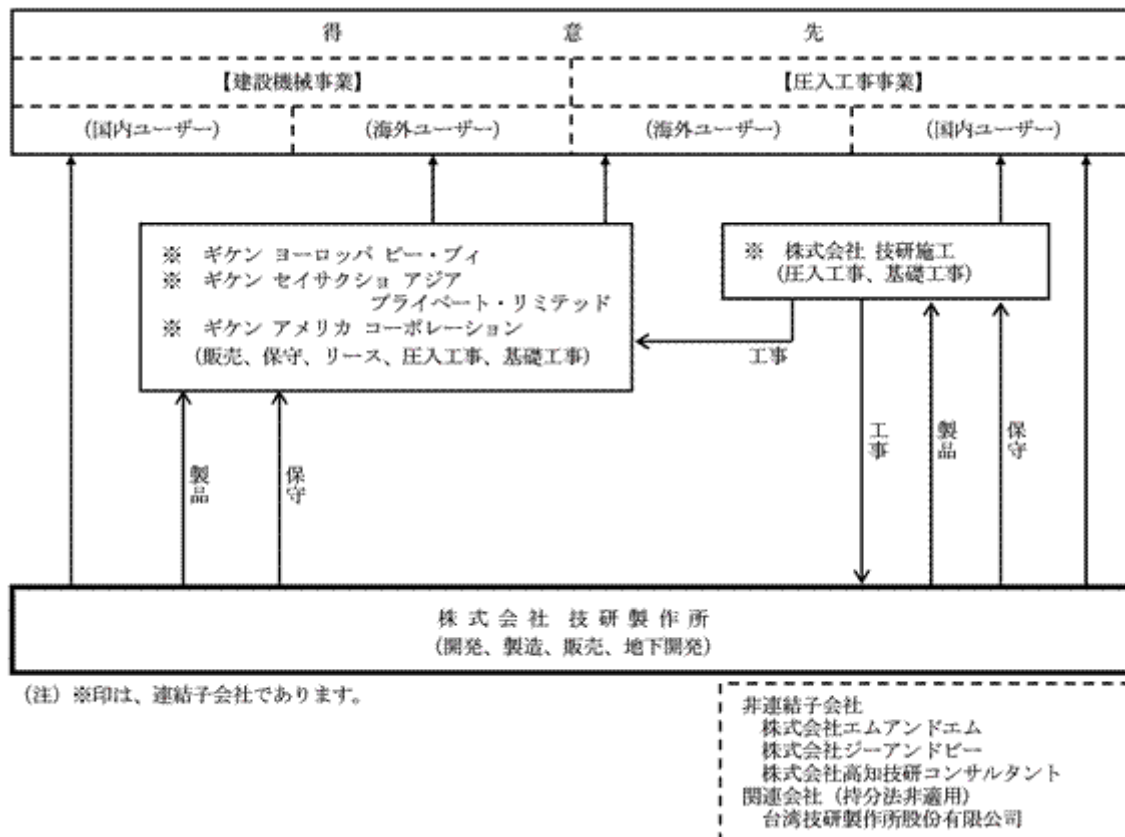 得意先
【建設機械事業】 【圧入工事事業】
(国内ユーザー) (海外ユーザー) (海外ユーザー) (国内ユーザー)
※ ギケン ヨーロッパ ビー・ブイ
※ ギケン セイサクショ アジア
プライベート・リミテッド
※ ギケン アメリカ コーポレーション
(販売、保守、リース、圧入工事、基礎工事)
※ 株式会社 技研施工
(圧入工事、基礎工事)
工事
製品
保守
工事
製品
保守
株式会社 技研製作所
(開発、製造、販売、地下開発)
(注) ※印は、連結子会社であります。
非連結子会社
株式会社エムアンドエム
株式会社ジーアンドビー
株式会社高知技研コンサルタント
関連会社 (持分法非適用)
台湾技研製作所股份有限公司